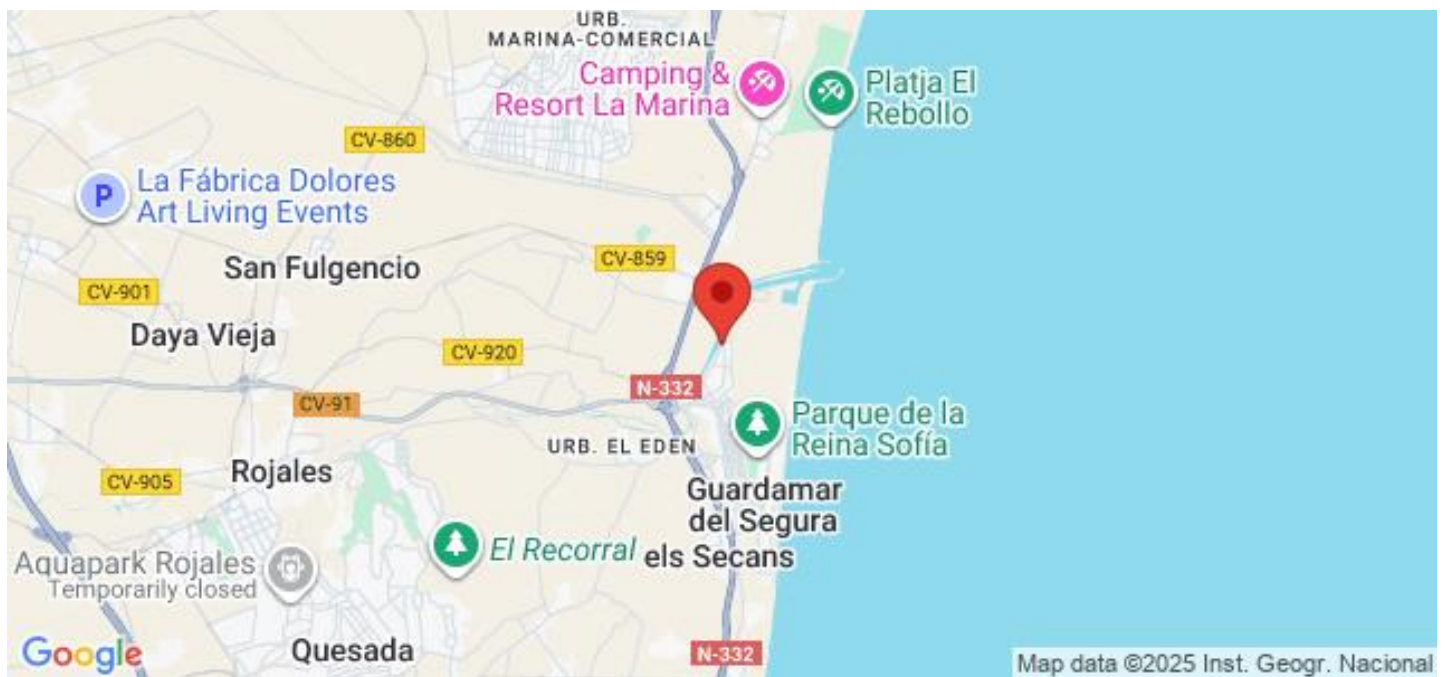 URB.
MARINA-COMERCIAL
Camping &
Resort La Marina
Platja El
Rebollo
CV-860
P
La Fábrica Dolores
Art Living Events
San Fulgencio
CV-859
CV-901
Daya Vieja
CV-920
N-332
CV-91
Parque de la
Reina Sofía
URB. EL EDEN
Rojales
CV-905
Guardamar
del Segura
El Recorral
els Secans
Aquapark Rojales
Temporarily closed
Quesada
N-332
Google
Map data ©2025 Inst. Geogr. Nacional